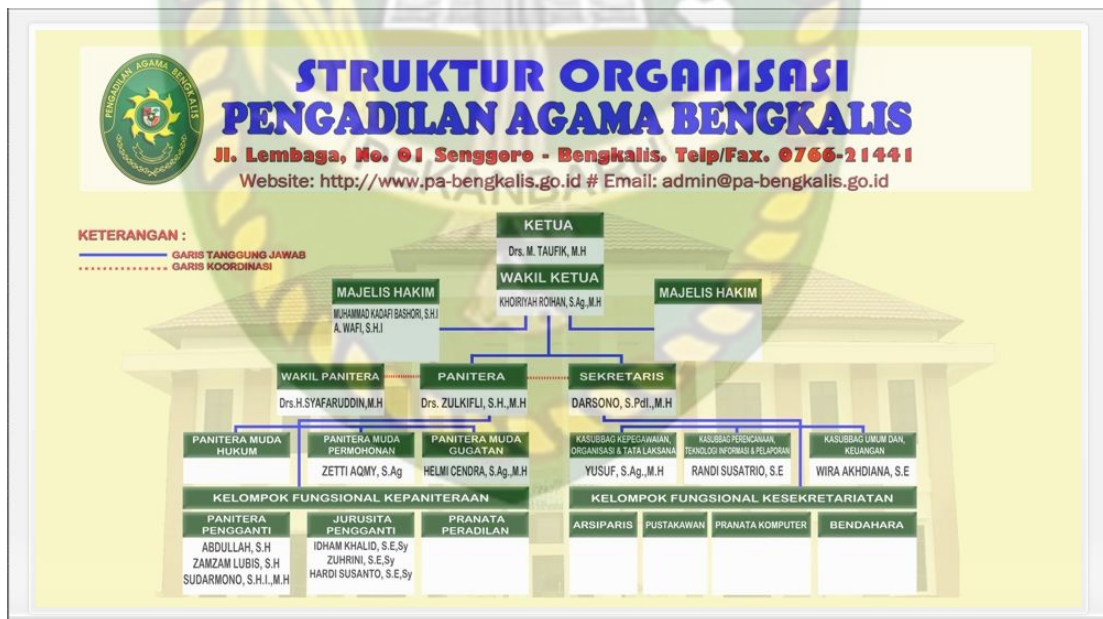 PENGADILAN AGAMA BENGKALIS
STRUKTUR ORGANISASI
PENGADILAN AGAMA BENGKALIS
Jl. Lembaga, No. 01 Senggoro - Bengkalis. Telp/Fax. 0766-21441
Website: http://www.pa-bengkalis.go.id # Email: admin@pa-bengkalis.go.id
PEKANBARU
KETERANGAN :
GARIS TANGGUNG JAWAB
GARIS KOORDINASI
KETUA
Drs. M. TAUFIK, M.H
WAKIL KETUA
KHOIRIYAH ROIHAN, S.Ag.,M.H
MAJELIS HAKIM
MUHAMMAD KADAFI BASHORI, S.H.I
A. WAFI, S.H.I
MAJELIS HAKIM
WAKIL PANITERA
Drs.H.SYAFARUDDIN,M.H
PANITERA
Drs. ZULKIFLI, S.H.,M.H
SEKRETARIS
DARSONO, S.PdI.,M.H
PANITERA MUDA
HUKUM
PANITERA MUDA
PERMOHONAN
ZETTI AQMY, S.Ag
PANITERA MUDA
GUGATAN
HELMI CENDRA, S.Ag.,M.H
KASUBBAG KEPEGAWAIAN,
ORGANISASI & TATA LAKSANA
YUSUF, S.Ag.,M.H
KASUBBAG PERENCANAAN,
TEKNOLOGI INFORMASI & PELAPORAN
RANDI SUSATRIO, S.E
KASUBBAG UMUM DAN,
KEUANGAN
WIRA AKHDIANA, S.E
KELOMPOK FUNGSIONAL KEPANITERAAN
PANITERA
PENGGANTI
ABDULLAH, S.H
ZAMZAM LUBIS, S.H
SUDARMONO, S.H.I.,M.H
JURUSITA
PENGGANTI
IDHAM KHALID, S.E,Sy
ZUHRINI, S.E,Sy
HARDI SUSANTO, S.E,Sy
PRANATA
PERADILAN
KELOMPOK FUNGSIONAL KESEKRETARIATAN
ARSIPARIS
PUSTAKAWAN
PRANATA KOMPUTER
BENDAHARA